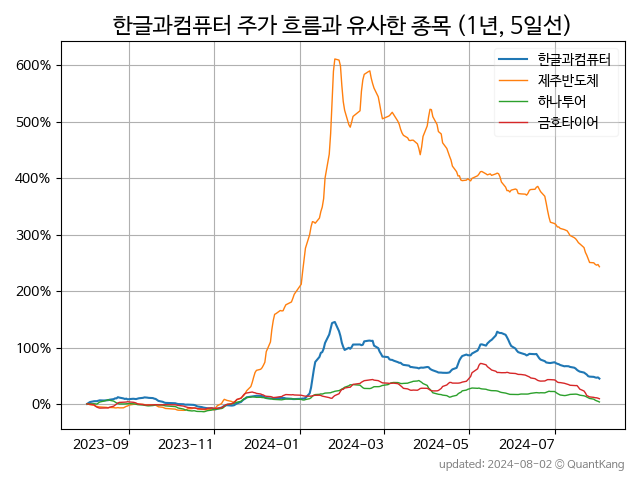 한글과컴퓨터 주가 흐름과 유사한 종목 (1년, 5일선)
600%
500%
400%
300%
200%
100%
0%
한글과컴퓨터
제주반도체
하나투어
금호타이어
2023-09 2023-11 2024-01 2024-03 2024-05 2024-07
updated: 2024-08-02 © QuantKang